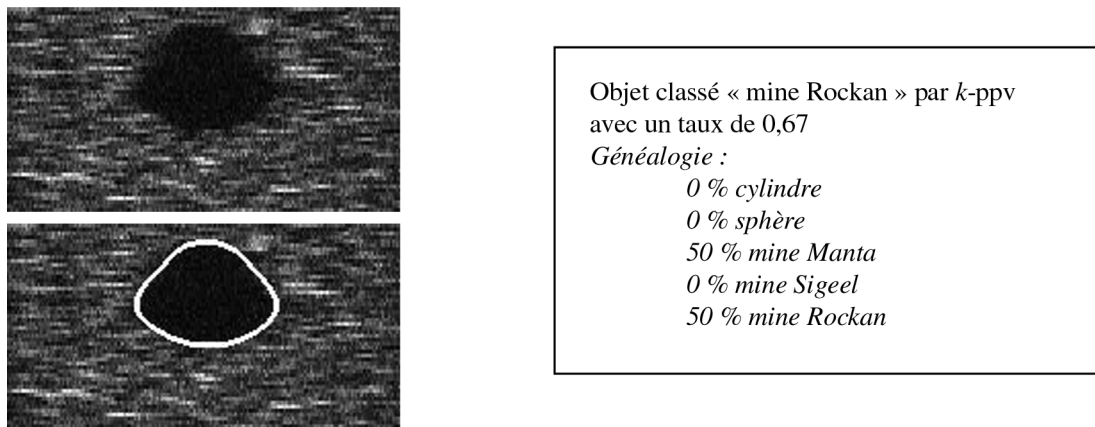 Objet classé « mine Rockan » par k-ppv
avec un taux de 0,67
Généalogie :
0 % cylindre
0 % sphère
50 % mine Manta
0 % mine Sigeel
50 % mine Rockan